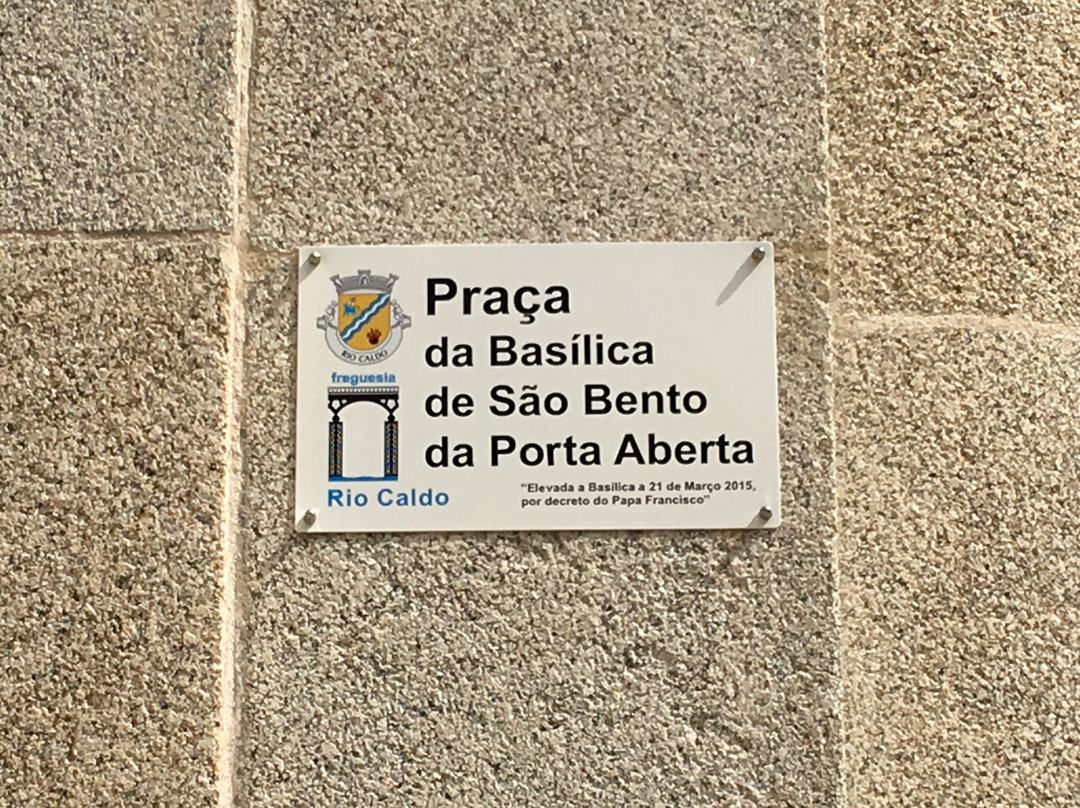 Praça
da Basílica
de São Bento
da Porta Aberta
"Elevada a Basílica a 21 de Março 2015,
por decreto do Papa Francisco"
RIO CALDO
freguesia
Rio Caldo